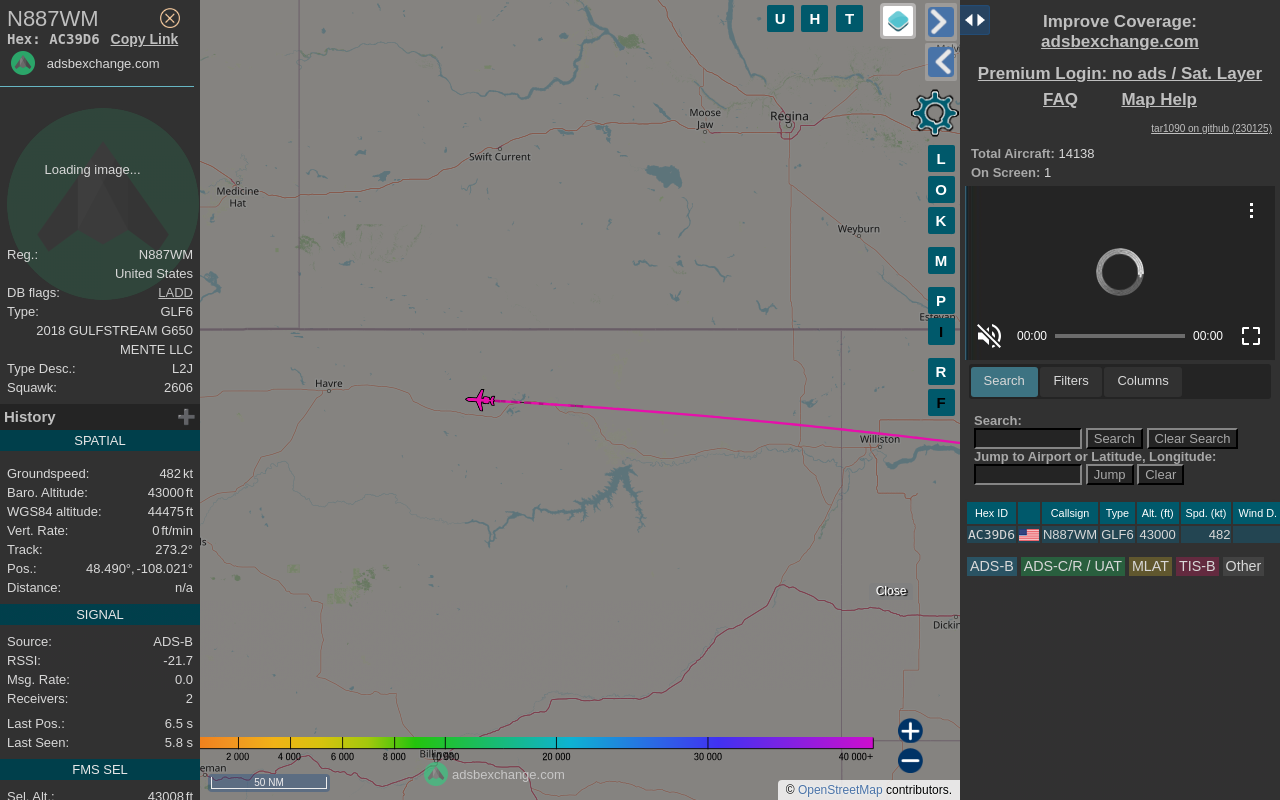 N887WM
Hex: AC39D6 Copy Link
adsbexchange.com
Loading image...
Reg.: N887WM
United States
DB flags: LADD
Type: GLF6
2018 GULFSTREAM G650
MENTE LLC
Type Desc.: L2J
Squawk: 2606
History
SPATIAL
Groundspeed: 482 kt
Baro. Altitude: 43000 ft
WGS84 altitude: 44475 ft
Vert. Rate: 0 ft/min
Track: 273.2°
Pos.: 48.490°, -108.021°
Distance: n/a
SIGNAL
Source: ADS-B
RSSI: -21.7
Msg. Rate: 0.0
Receivers: 2
Last Pos.: 6.5 s
Last Seen: 5.8 s
FMS SEL
Sel. Alt.: 43008 ft
U H T
Moose
Jaw
Regina
Swift Current
Medicine
Hat
Weyburn
Estevan
Havre
Williston
Close
L
O
K
M
P
I
R
F
2 000 4 000 6 000 8 000 10 000 20 000 30 000 40 000+
adsbexchange.com
50 NM
© OpenStreetMap contributors.
Improve Coverage:
adsbexchange.com
Premium Login: no ads / Sat. Layer
FAQ Map Help
tar1090 on github (230125)
Total Aircraft: 14138
On Screen: 1
00:00 00:00
Search Filters Columns
Search:
Search Clear Search
Jump to Airport or Latitude, Longitude:
Jump Clear
Hex ID Callsign Type Alt. (ft) Spd. (kt) Wind D.
AC39D6 N887WM GLF6 43000 482
ADS-B ADS-C/R / UAT MLAT TIS-B Other